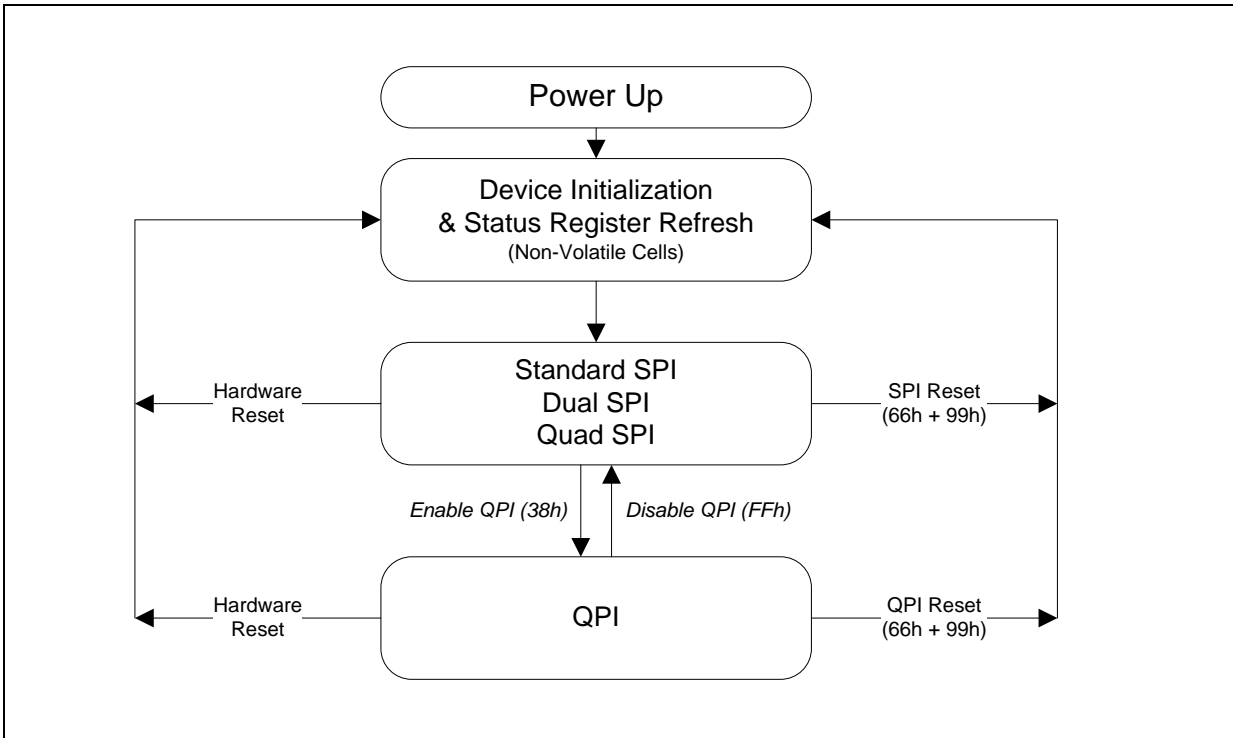 Power Up
Device Initialization
& Status Register Refresh
(Non-Volatile Cells)
Standard SPI
Dual SPI
Quad SPI
Hardware
Reset
SPI Reset
(66h + 99h)
Enable QPI (38h)
Disable QPI (FFh)
Hardware
Reset
QPI
QPI Reset
(66h + 99h)